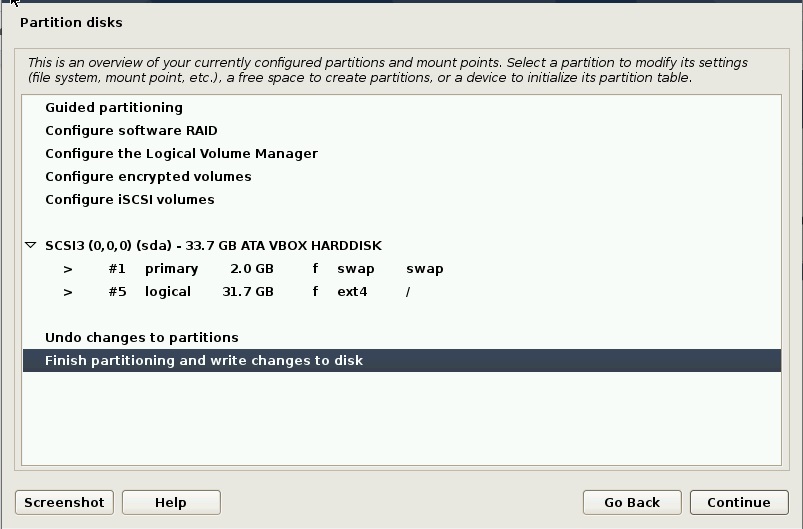 Partition disks
This is an overview of your currently configured partitions and mount points. Select a partition to modify its settings
(file system, mount point, etc.), a free space to create partitions, or a device to initialize its partition table.
Guided partitioning
Configure software RAID
Configure the Logical Volume Manager
Configure encrypted volumes
Configure iSCSI volumes
SCSI3 (0,0,0) (sda) - 33.7 GB ATA VBOX HARDDISK
> #1 primary 2.0 GB f swap swap
> #5 logical 31.7 GB f ext4 /
Undo changes to partitions
Finish partitioning and write changes to disk
Screenshot Help Go Back Continue